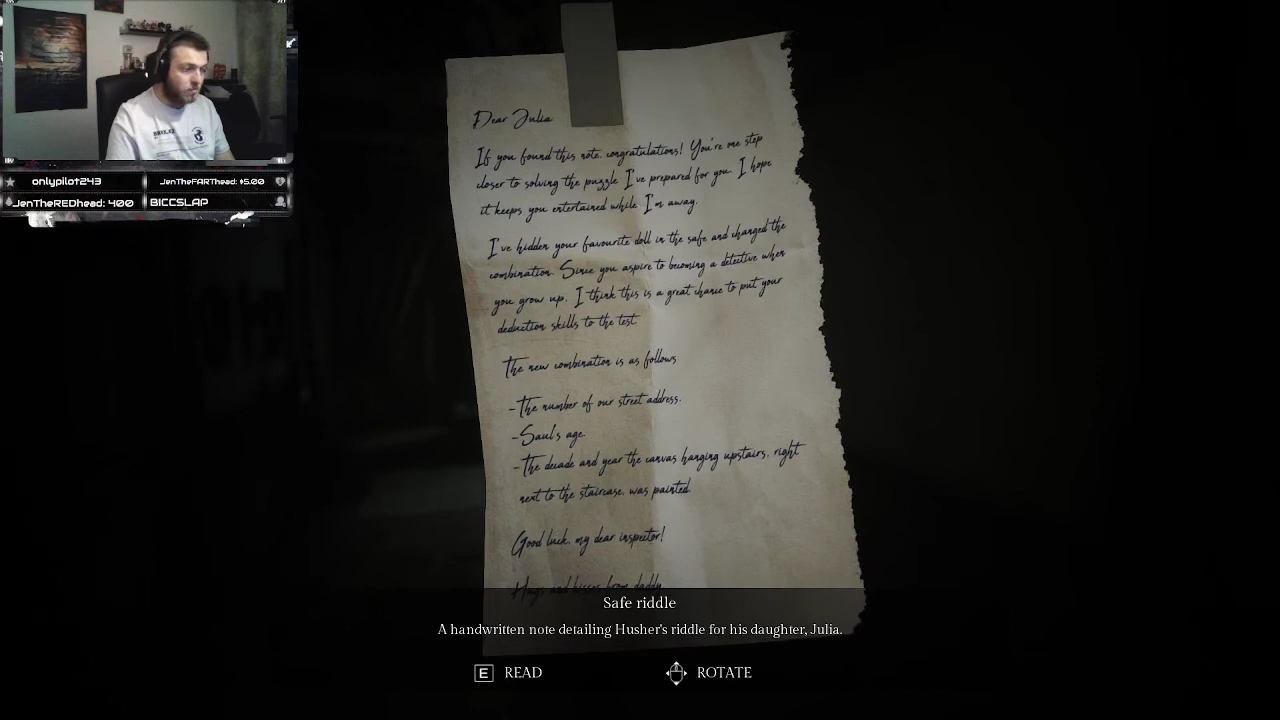 onlypilot243
JenTheFARThead: $5.00
JenTheREDhead: 400
BICCSLAP
Dear Julia
If you found this note, congratulations! You're one step
closer to solving the puzzle I've prepared for you. I hope
it keeps you entertained while I'm away.
I've hidden your favourite doll in the safe and changed the
combination. Since you aspire to becoming a detective when
you grow up, I think this is a great chance to put your
deduction skills to the test.
The new combination is as follows
-The number of our street address.
-Saul's age.
-The decade and year the canvas hanging upstairs, right
next to the staircase, was painted.
Good luck, my dear inspector!
Hugs and kisses from daddy
Safe riddle
A handwritten note detailing Husher's riddle for his daughter, Julia.
E READ
ROTATE